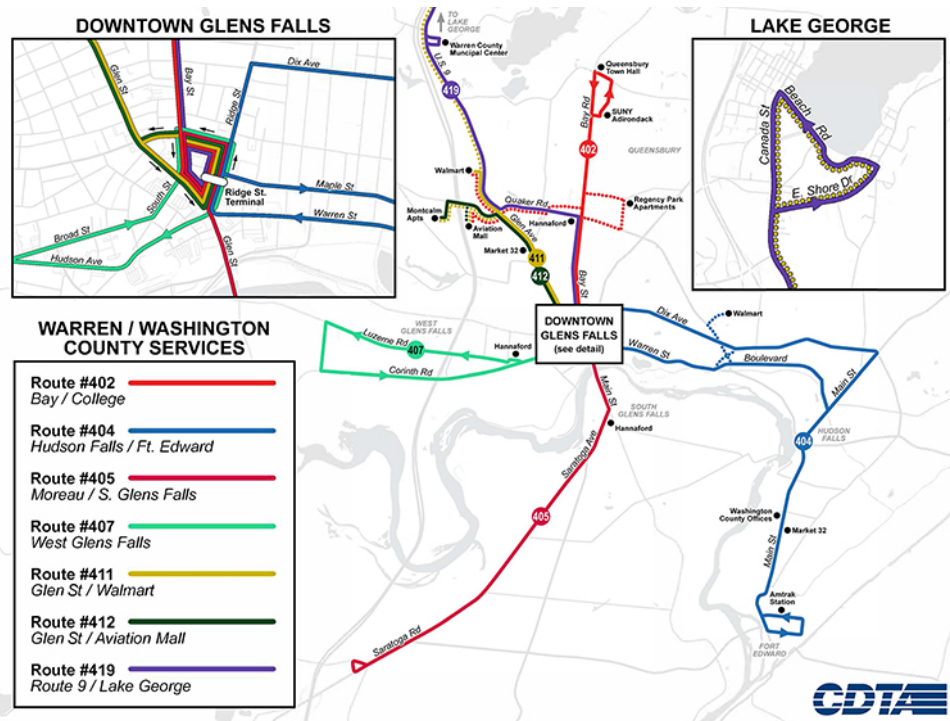 DOWNTOWN GLENS FALLS
Glen St
Bay St
Ridge St
Dix Ave
South St
Ridge St.
Terminal
Maple St
Warren St
Broad St
Hudson Ave
Glen St
TO
LAKE
GEORGE
Warren County
Muncipal Center
U.S. 9
419
Queensbury
Town Hall
Bay Rd
SUNY
Adirondack
402
QUEENSBURY
Walmart
Quaker Rd
Regency Park
Apartments
Montcalm
Apts
Aviation
Mall
Glen Ave
Hannaford
Market 32
411
412
Bay St
LAKE GEORGE
Canada St
Beach Rd
E. Shore Dr
DOWNTOWN
GLENS FALLS
(see detail)
WEST
GLENS FALLS
Luzerne Rd
407
Hannaford
Corinth Rd
Dix Ave
Walmart
Warren St
Boulevard
Main St
Main St
SOUTH
GLENS FALLS
Hannaford
Saratoga Ave
HUDSON
FALLS
404
405
Washington
County Offices
Market 32
Main St
Amtrak
Station
FORT
EDWARD
Saratoga Rd
WARREN / WASHINGTON
COUNTY SERVICES
Route #402
Bay / College
Route #404
Hudson Falls / Ft. Edward
Route #405
Moreau / S. Glens Falls
Route #407
West Glens Falls
Route #411
Glen St / Walmart
Route #412
Glen St / Aviation Mall
Route #419
Route 9 / Lake George
CDTA